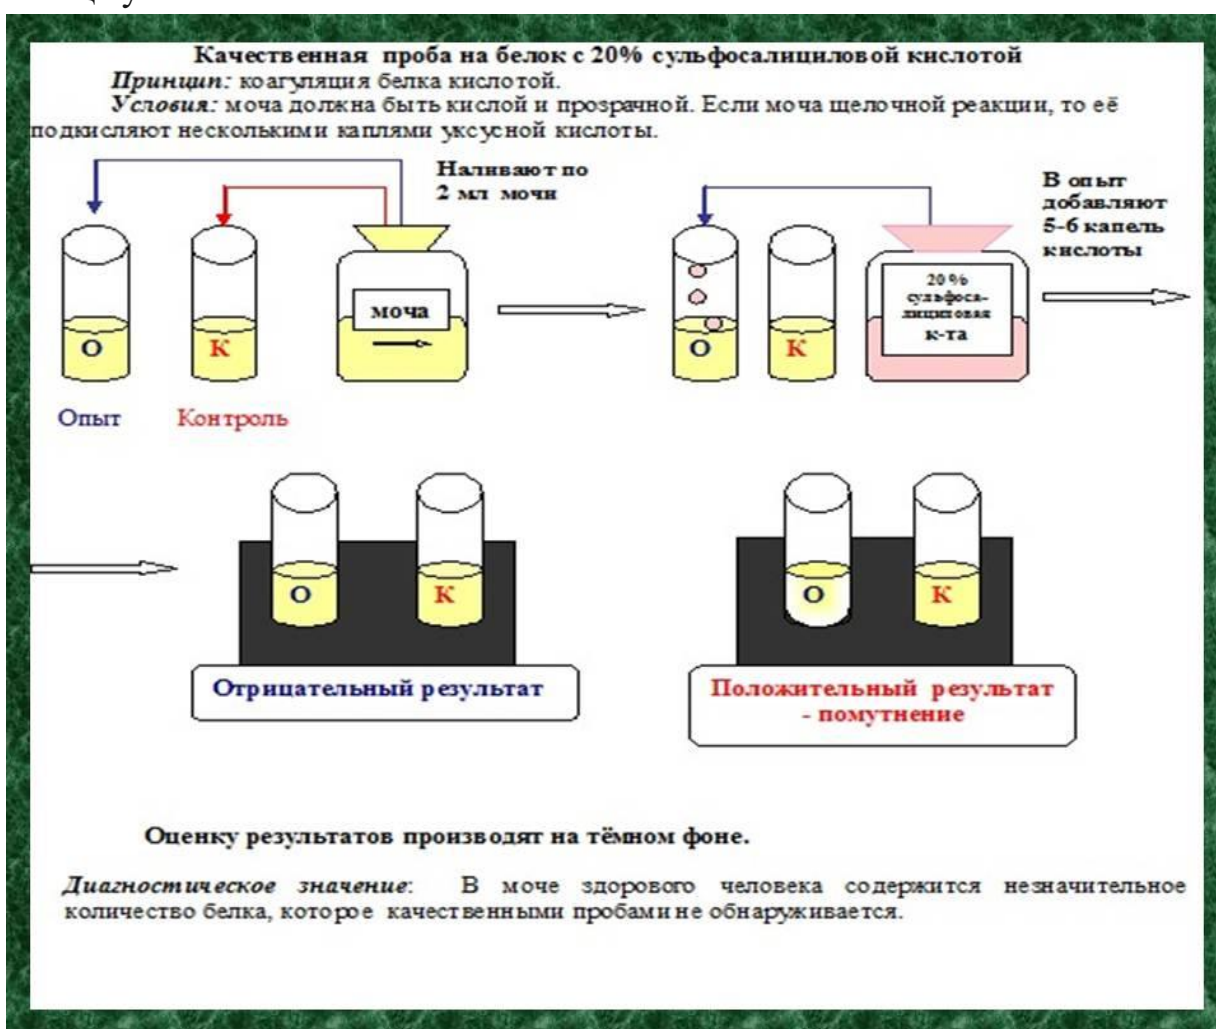 Качественная проба на белок с 20% сульфосалициловой кислотой
Принцип: коагуляция белка кислотой.
Условия: моча должна быть кислой и прозрачной. Если моча щелочной реакции, то её
подкисляют несколькими каплями уксусной кислоты.
Наливают по
2 мл мочи
В опыт
добавляют
5-6 капель
кислоты
моча
20%
сульфоса-
лициловая
к-та
О
К
О
К
Опыт
Контроль
О
К
О
К
Отрицательный результат
Положительный результат
- помутнение
Оценку результатов производят на тёмном фоне.
Диагностическое значение: В моче здорового человека содержится незначительное
количество белка, которое качественными пробами не обнаруживается.